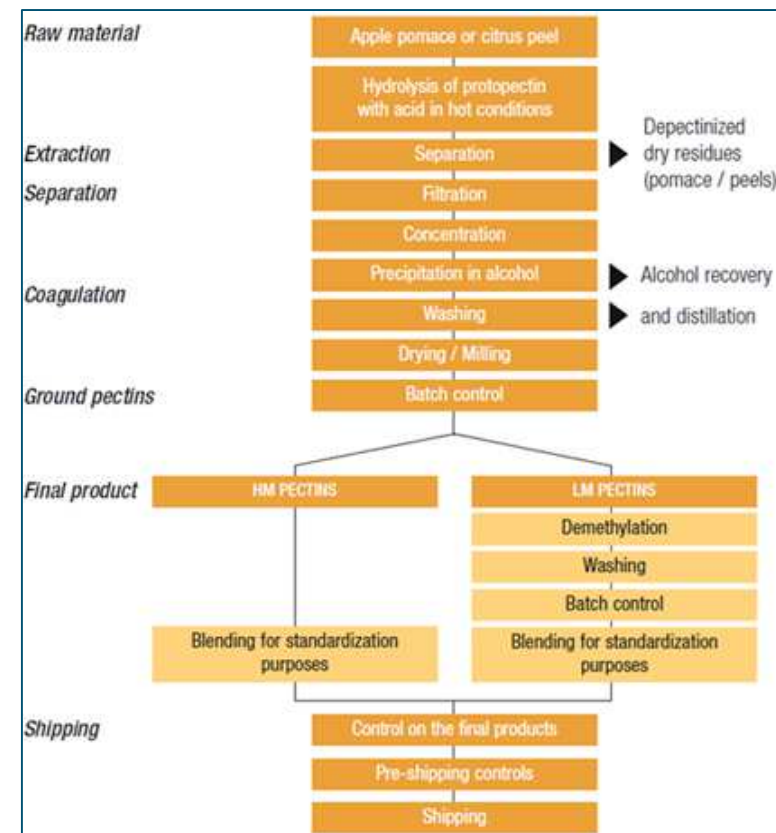 Raw material
Apple pomace or citrus peel
Hydrolysis of protopectin
with acid in hot conditions
Extraction
Separation
Depectinized
dry residues
(pomace / peels)
Separation
Filtration
Concentration
Coagulation
Precipitation in alcohol
Alcohol recovery
Washing
and distillation
Drying / Milling
Ground pectins
Batch control
Final product
HM PECTINS
LM PECTINS
Demethylation
Washing
Batch control
Blending for standardization
purposes
Blending for standardization
purposes
Shipping
Control on the final products
Pre-shipping controls
Shipping